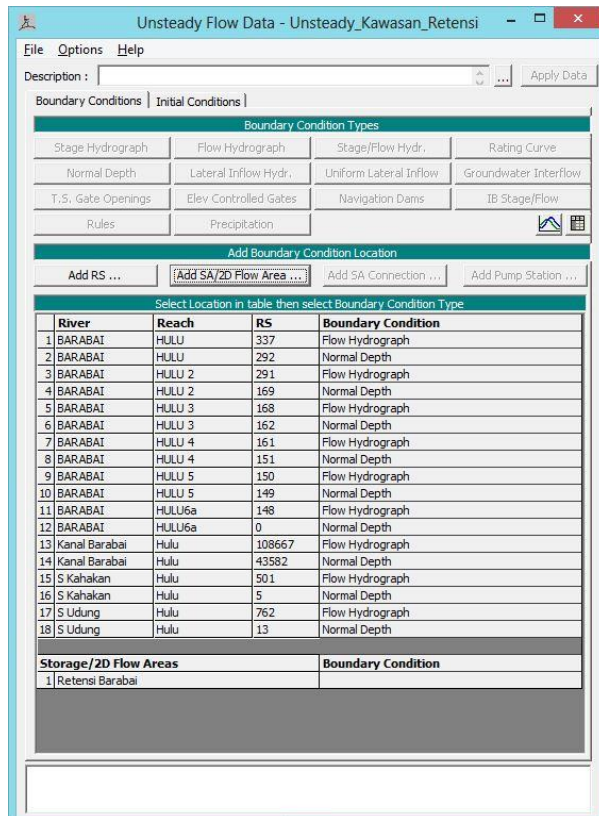 Unsteady Flow Data - Unsteady_Kawasan_Retensi
File Options Help
Description : ... Apply Data
Boundary Conditions Initial Conditions
Boundary Condition Types
Stage Hydrograph Flow Hydrograph Stage/Flow Hydr. Rating Curve
Normal Depth Lateral Inflow Hydr. Uniform Lateral Inflow Groundwater Interflow
T.S. Gate Openings Elev Controlled Gates Navigation Dams IB Stage/Flow
Rules Precipitation
Add Boundary Condition Location
Add RS ... Add SA/2D Flow Area ... Add SA Connection ... Add Pump Station ...
Select Location in table then select Boundary Condition Type
River Reach RS Boundary Condition
1 BARABAI HULU 337 Flow Hydrograph
2 BARABAI HULU 292 Normal Depth
3 BARABAI HULU 2 291 Flow Hydrograph
4 BARABAI HULU 2 169 Normal Depth
5 BARABAI HULU 3 168 Flow Hydrograph
6 BARABAI HULU 3 162 Normal Depth
7 BARABAI HULU 4 161 Flow Hydrograph
8 BARABAI HULU 4 151 Normal Depth
9 BARABAI HULU 5 150 Flow Hydrograph
10 BARABAI HULU 5 149 Normal Depth
11 BARABAI HULU6a 148 Flow Hydrograph
12 BARABAI HULU6a 0 Normal Depth
13 Kanal Barabai Hulu 108667 Flow Hydrograph
14 Kanal Barabai Hulu 43582 Normal Depth
15 S Kahakan Hulu 501 Flow Hydrograph
16 S Kahakan Hulu 5 Normal Depth
17 S Udung Hulu 762 Flow Hydrograph
18 S Udung Hulu 13 Normal Depth
Storage/2D Flow Areas Boundary Condition
1 Retensi Barabai